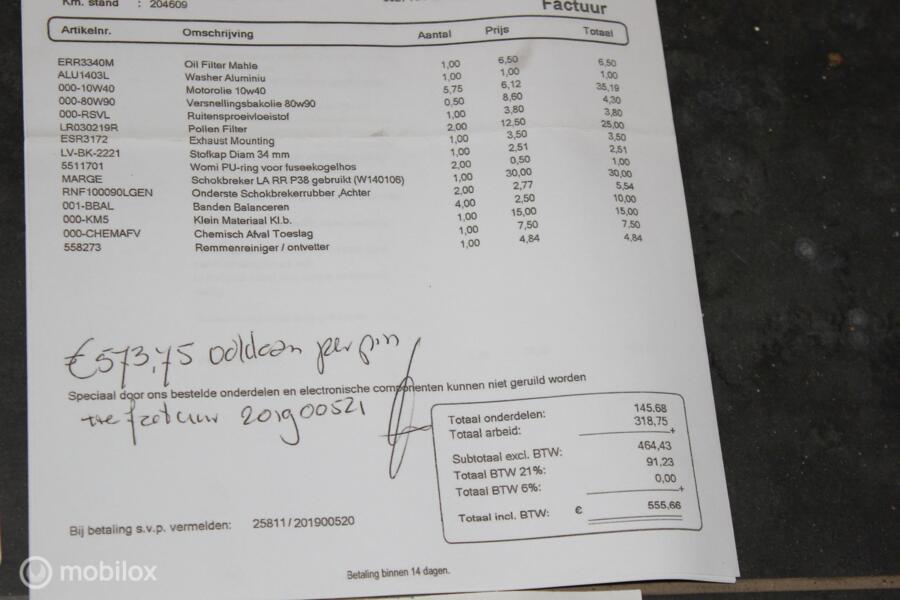 Km. stand : 204609
Factuur
Artikelnr. Omschrijving Aantal Prijs Totaal
ERR3340M Oil Filter Mahle 1,00 6,50 6,50
ALU1403L Washer Aluminiu 1,00 1,00 1,00
000-10W40 Motorolie 10w40 5,75 6,12 35,19
000-80W90 Versnellingsbakolie 80w90 0,50 8,60 4,30
000-RSVL Ruitensproeivloeistof 1,00 3,80 3,80
LR030219R Pollen Filter 2,00 12,50 25,00
ESR3172 Exhaust Mounting 1,00 3,50 3,50
LV-BK-2221 Stofkap Diam 34 mm 1,00 2,51 2,51
5511701 Womi PU-ring voor fuseekogelhos 2,00 0,50 1,00
MARGE Schokbreker LA RR P38 gebruikt (W140106) 1,00 30,00 30,00
RNF100090LGEN Onderste Schokbrekerrubber ,Achter 2,00 2,77 5,54
001-BBAL Banden Balanceren 4,00 2,50 10,00
000-KM5 Klein Materiaal Kl.b. 1,00 15,00 15,00
000-CHEMAFV Chemisch Afval Toeslag 1,00 7,50 7,50
558273 Remmenreiniger / ontvetter 1,00 4,84 4,84
€573,75 voldaan per pin
Speciaal door ons bestelde onderdelen en electronische componenten kunnen niet geruild worden
factuur 201900521
Totaal onderdelen: 145,68
Totaal arbeid: 318,75
+
Subtotaal excl. BTW: 464,43
Totaal BTW 21%: 91,23
Totaal BTW 6%: 0,00
+
Totaal incl. BTW: € 555,66
Bij betaling s.v.p. vermelden: 25811 / 201900520
Betaling binnen 14 dagen.
mobilox